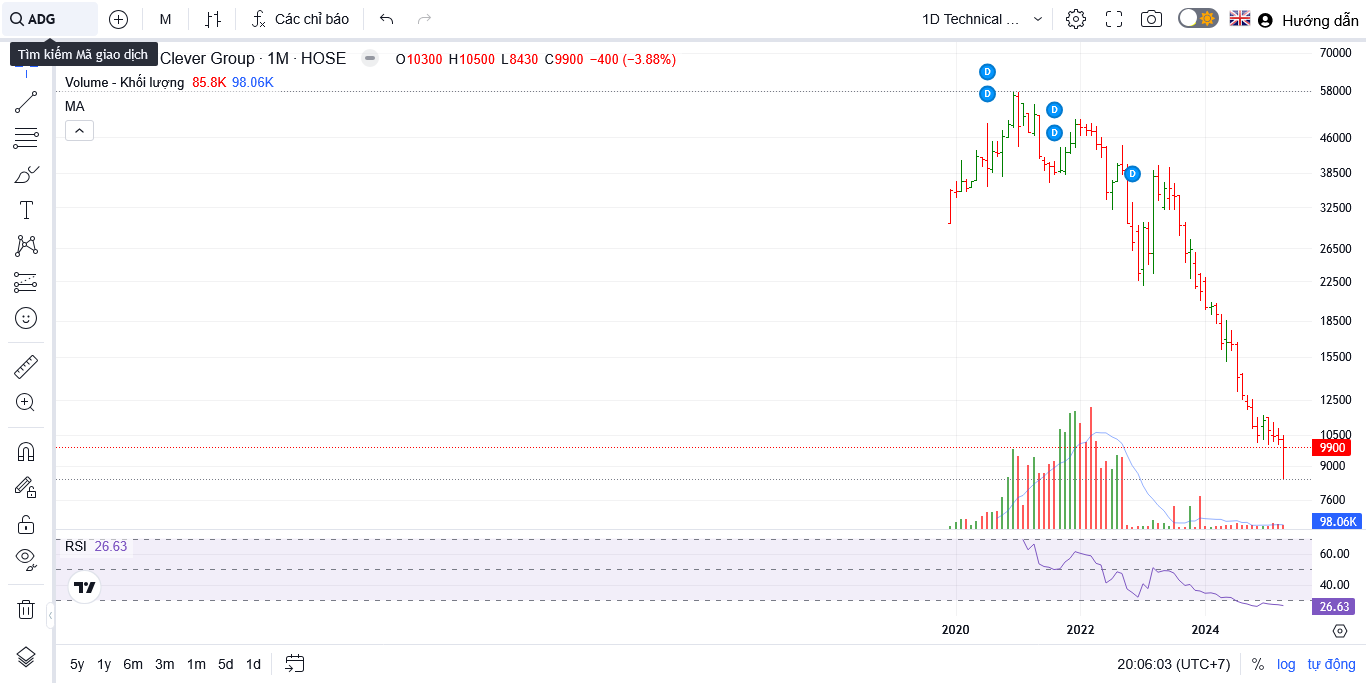 ADG
M
Các chỉ báo
1D Technical ...
Hướng dẫn
Tìm kiếm Mã giao dịch
Clever Group · 1M · HOSE
O10300 H10500 L8430 C9900 −400 (−3.88%)
Volume - Khối lượng 85.8K 98.06K
MA
D
D
D
D
D
70000
58000
46000
38500
32500
26500
22500
18500
15500
12500
10500
9900
9000
7600
98.06K
RSI 26.63
60.00
40.00
26.63
2020 2022 2024
5y 1y 6m 3m 1m 5d 1d
20:06:03 (UTC+7) % log tự động